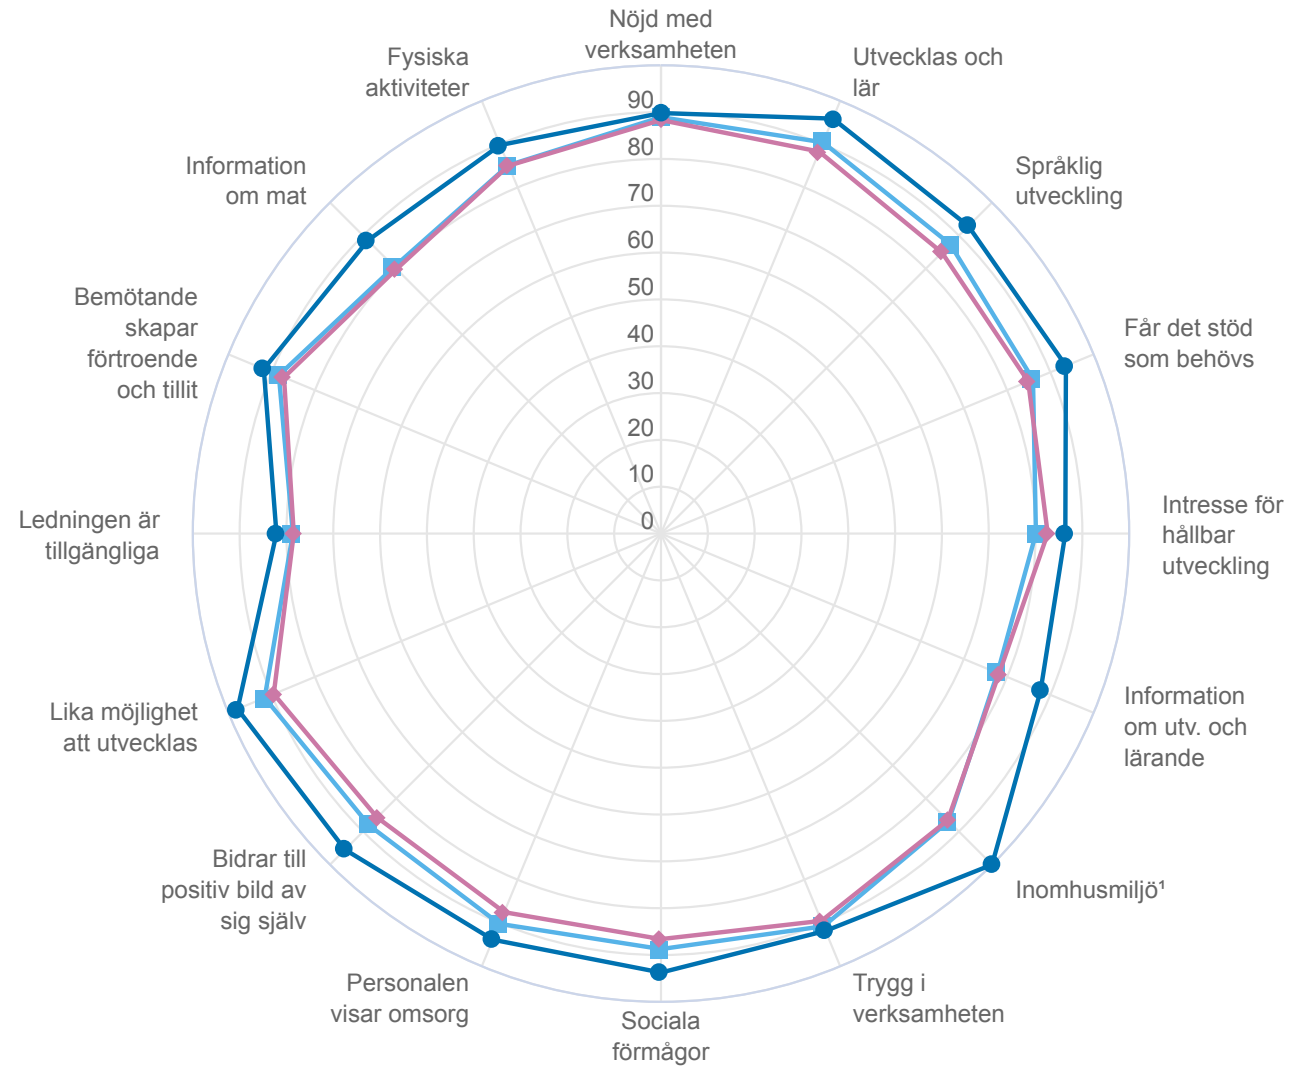 Nöjd med
verksamheten
Utvecklas och
lär
Språklig
utveckling
Får det stöd
som behövs
Intresse för
hållbar
utveckling
Information
om utv. och
lärande
Inomhusmiljö¹
Trygg i
verksamheten
Sociala
förmågor
Personalen
visar omsorg
Bidrar till
positiv bild av
sig själv
Lika möjlighet
att utvecklas
Ledningen är
tillgängliga
Bemötande
skapar
förtroende
och tillit
Information
om mat
Fysiska
aktiviteter
90
80
70
60
50
40
30
20
10
0